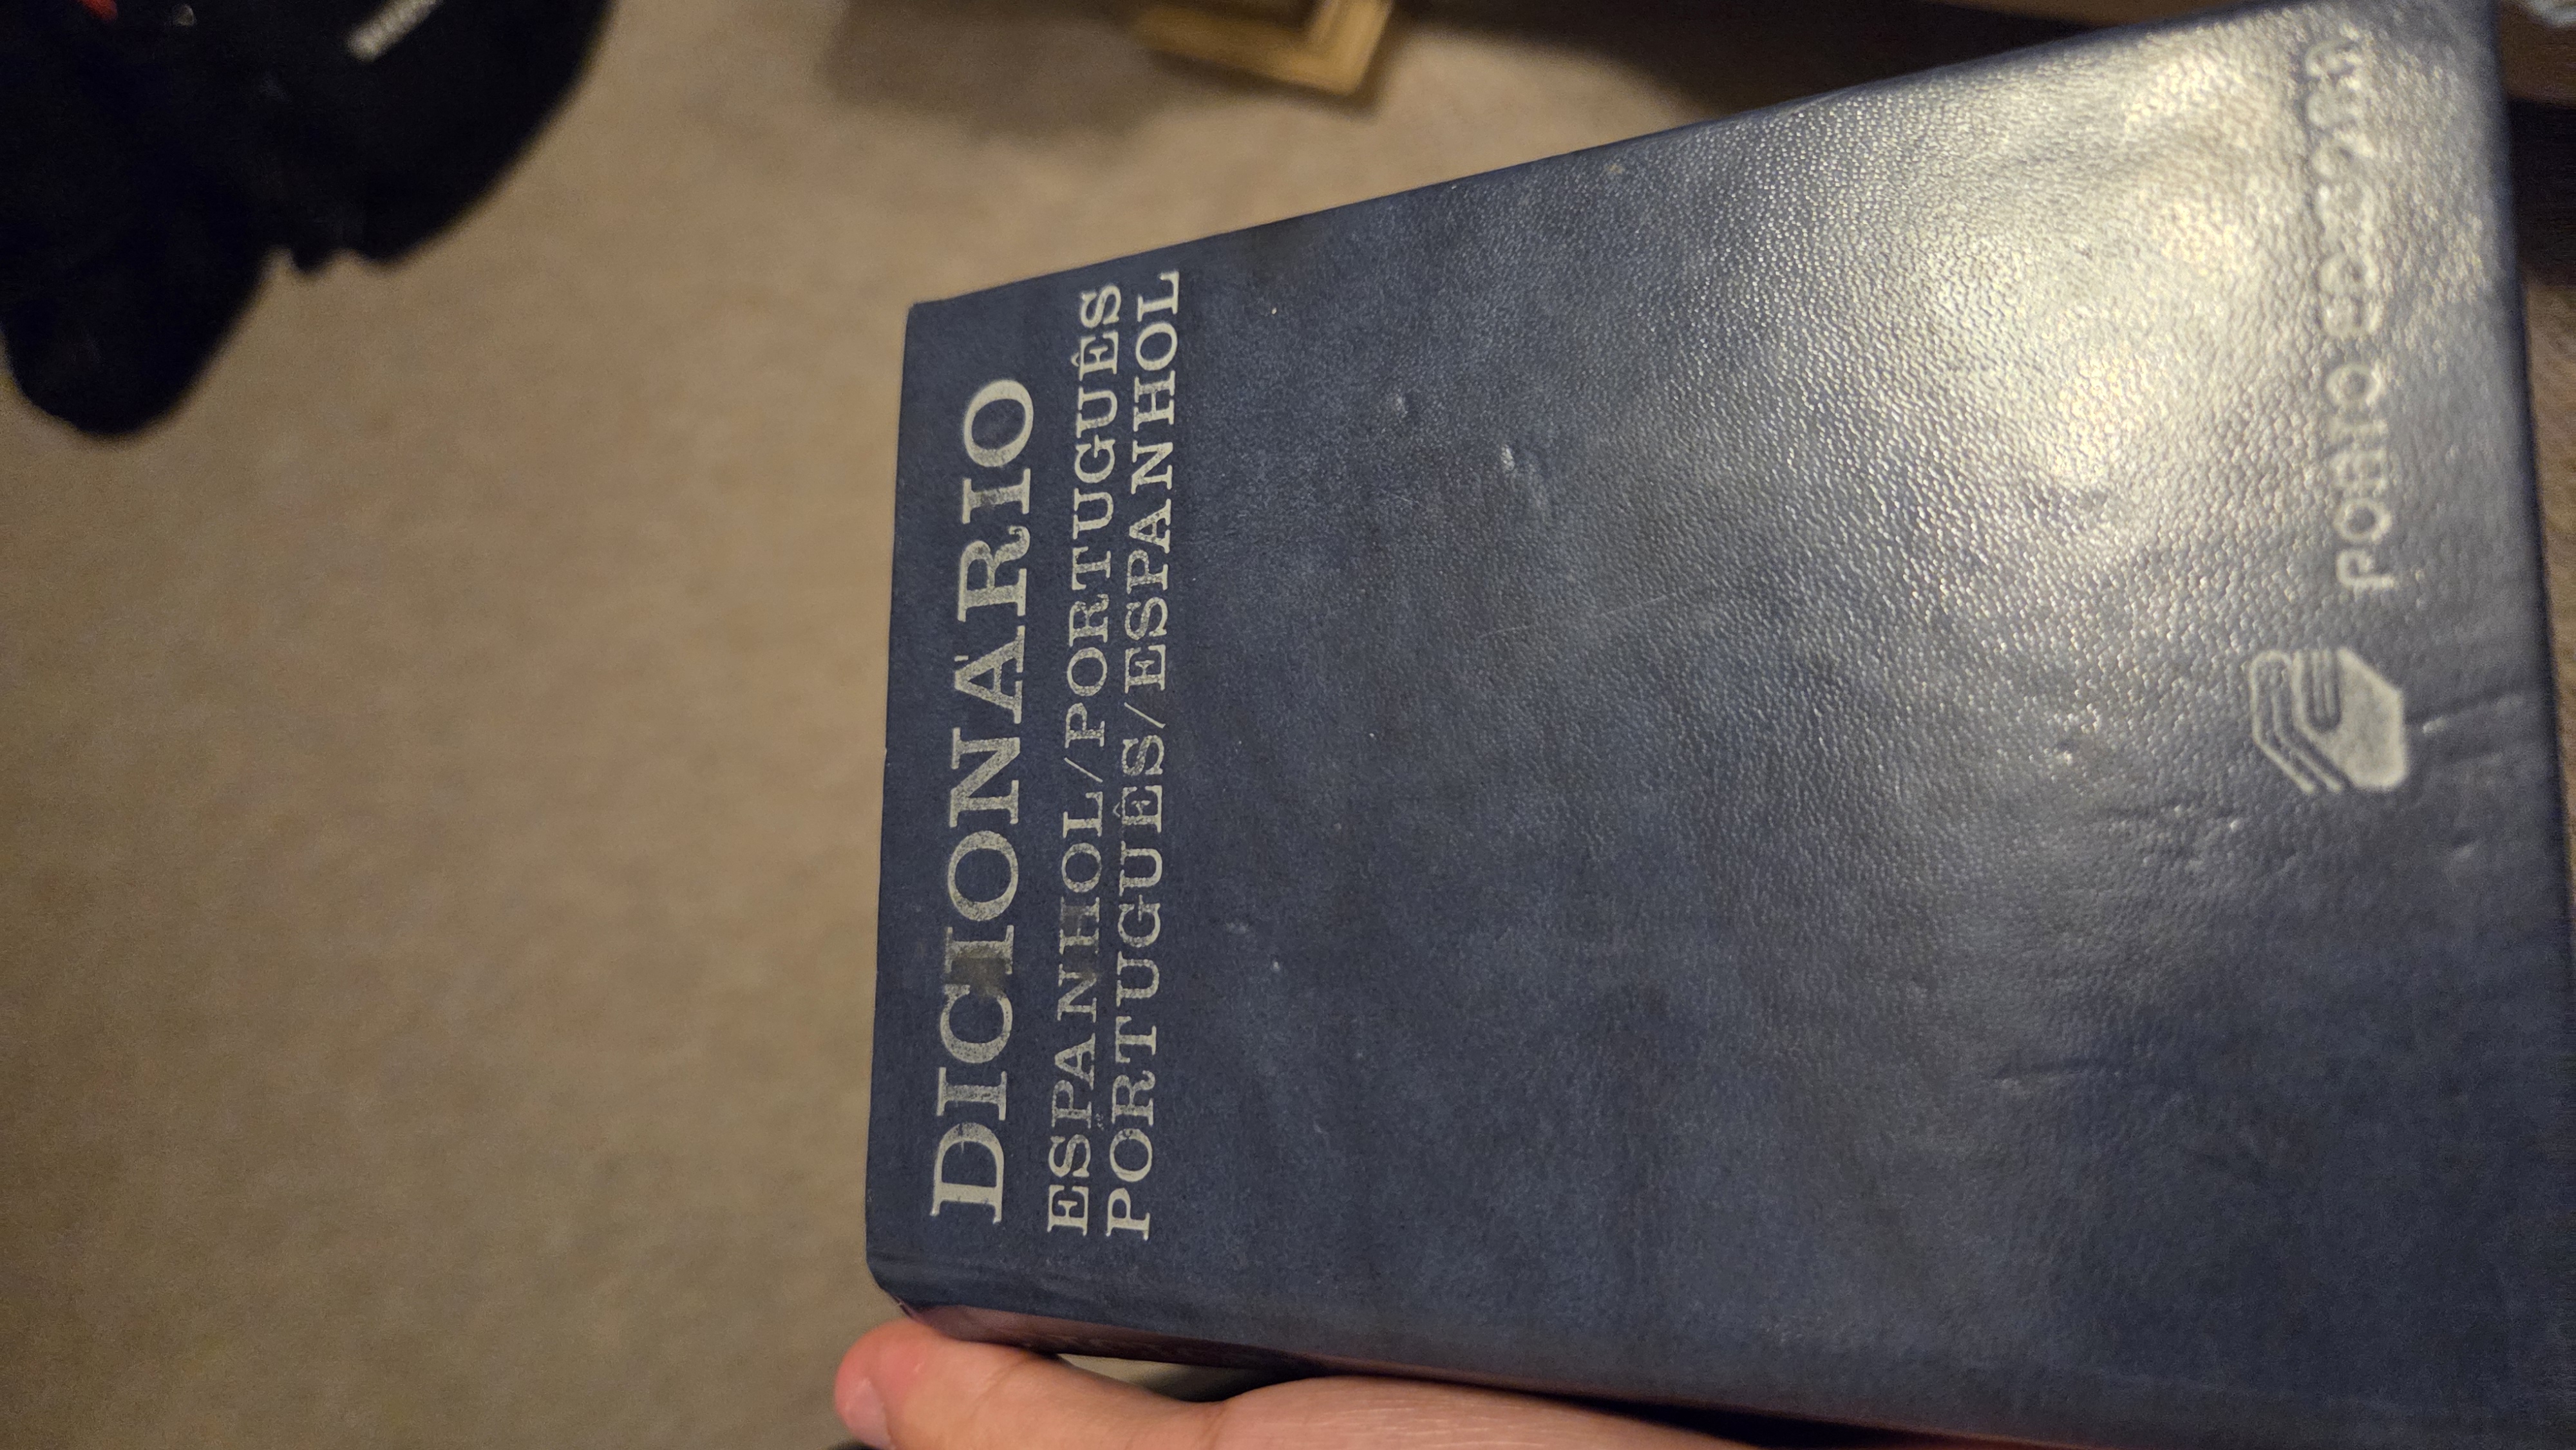 DICIONÁRIO
ESPANHOL/PORTUGUÊS
PORTUGUÊS/ESPANHOL
porto editora